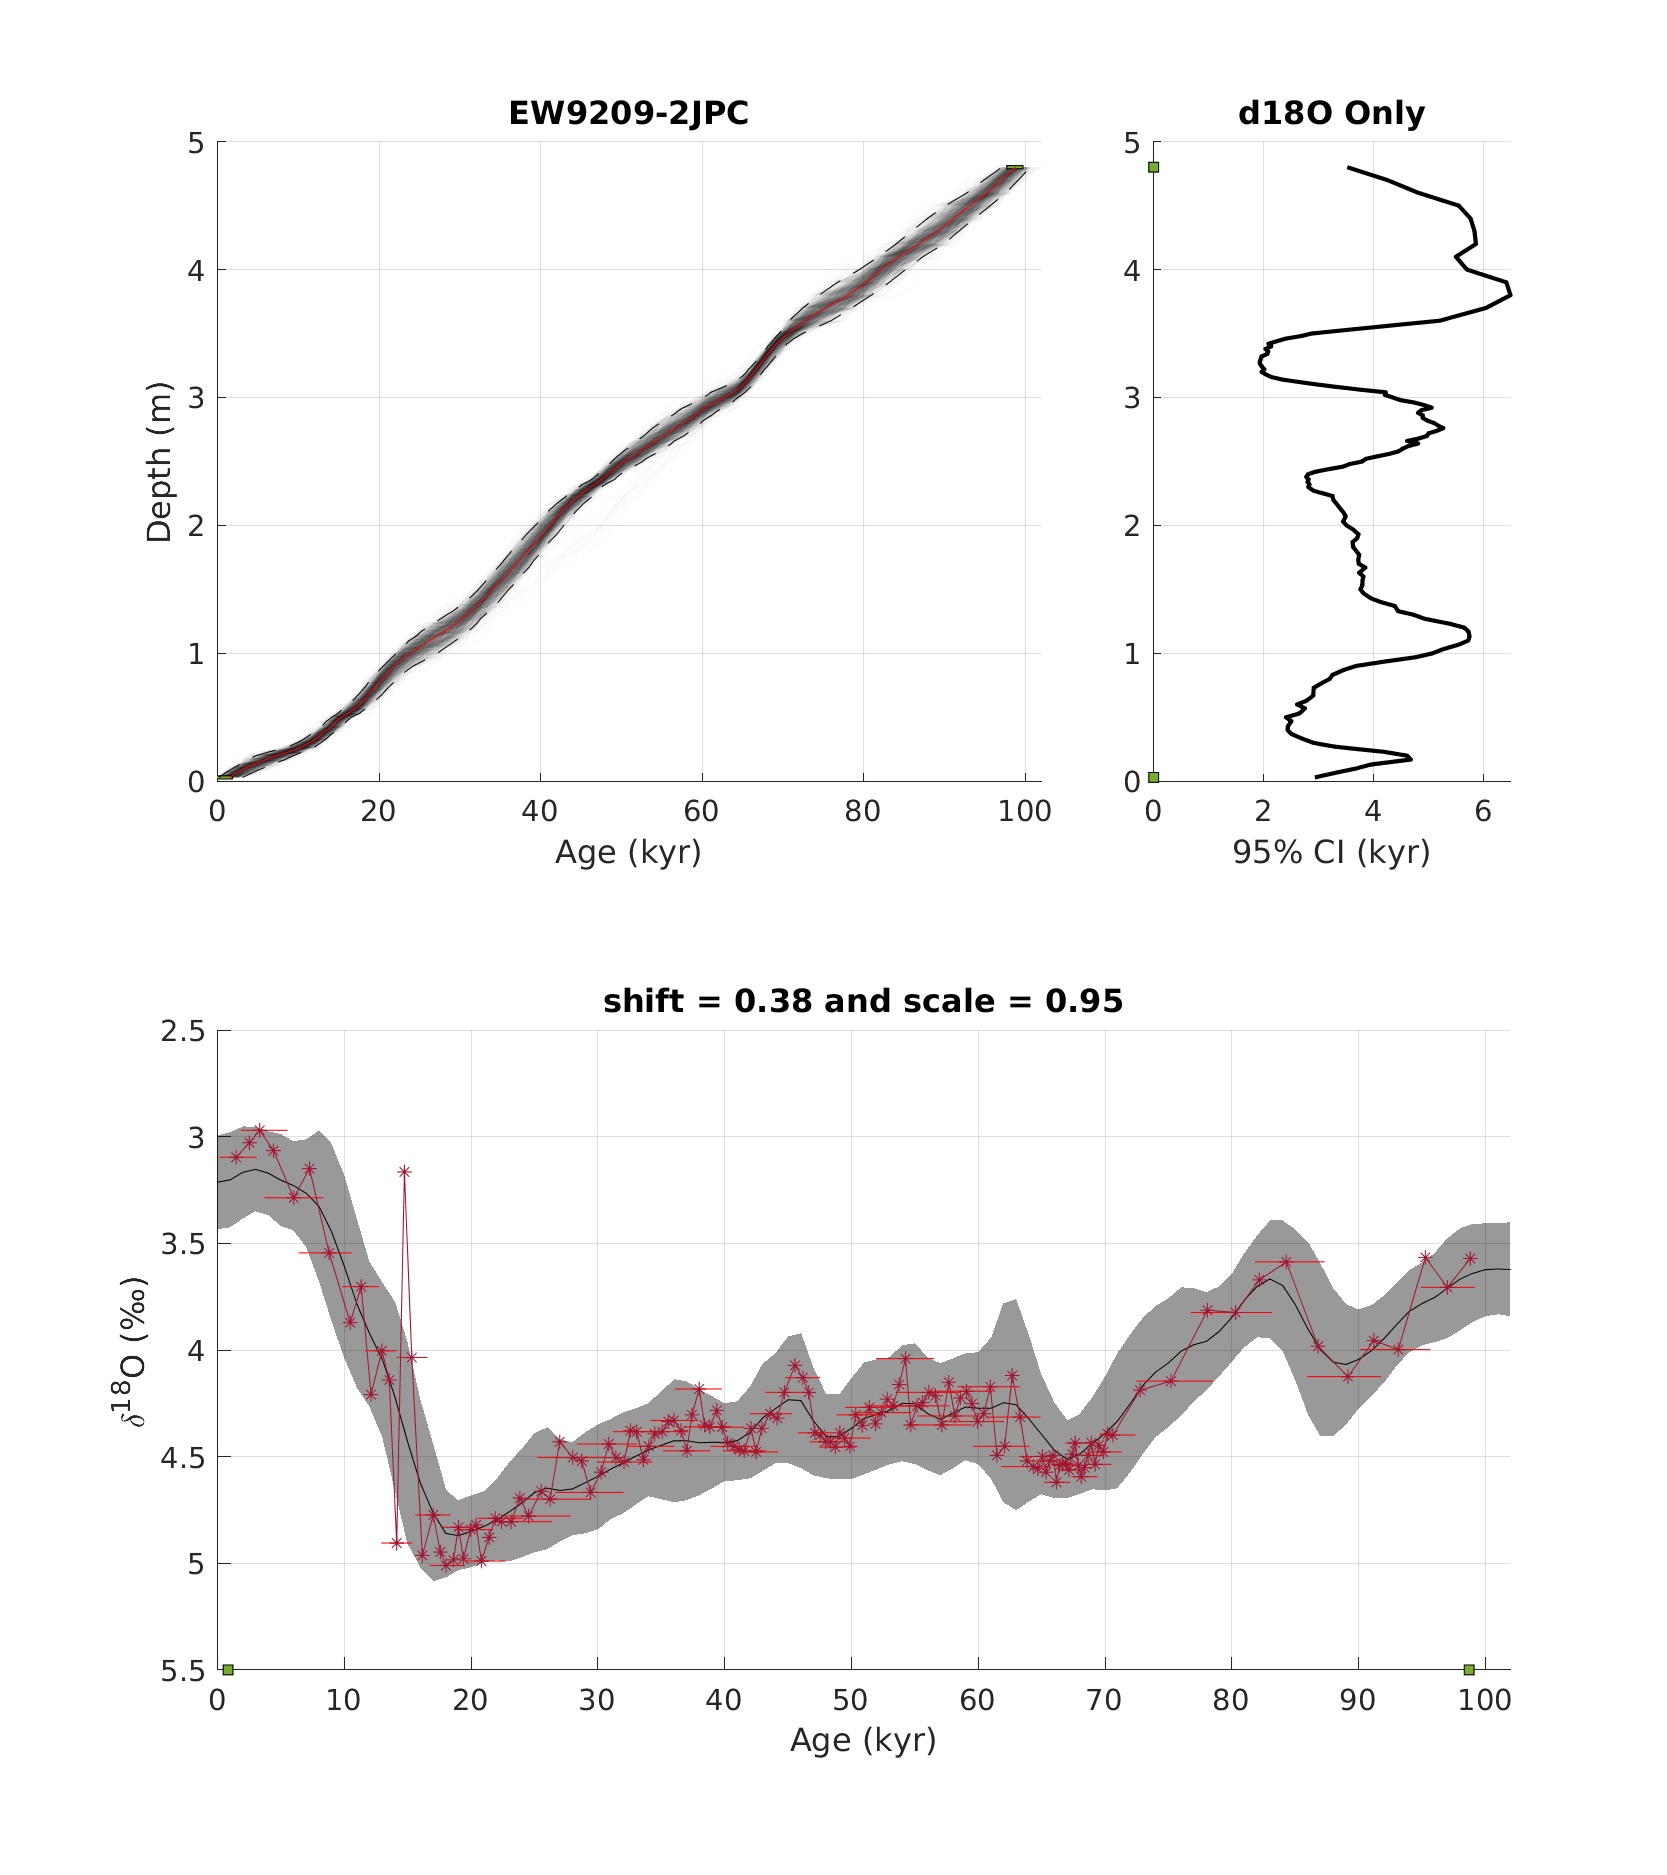 EW9209-2JPC
5
4
3
2
1
0
Depth (m)
0 20 40 60 80 100
Age (kyr)
d18O Only
5
4
3
2
1
0
0 2 4 6
95% CI (kyr)
shift = 0.38 and scale = 0.95
2.5
3
3.5
4
4.5
5
5.5
δ18O (‰)
0 10 20 30 40 50 60 70 80 90 100
Age (kyr)